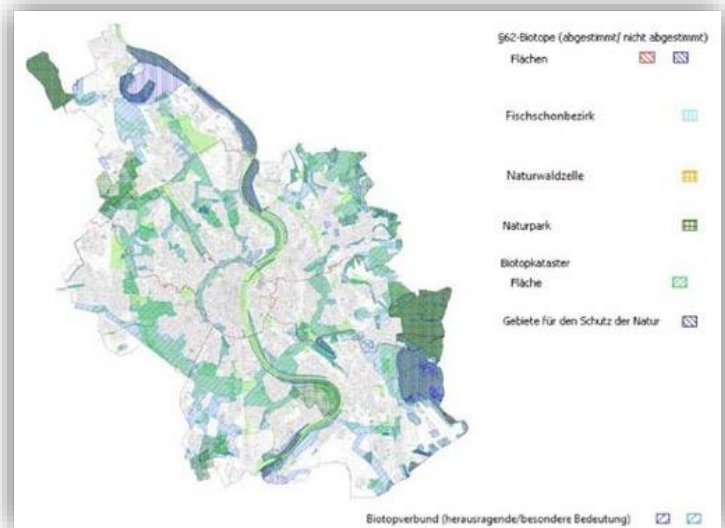 §62-Biotope (abgestimmt/ nicht abgestimmt)
Flächen
Fischschonbezirk
Naturwaldzelle
Naturpark
Biotopkataster
Fläche
Gebiete für den Schutz der Natur
Biotopverbund (herausragende/besondere Bedeutung)